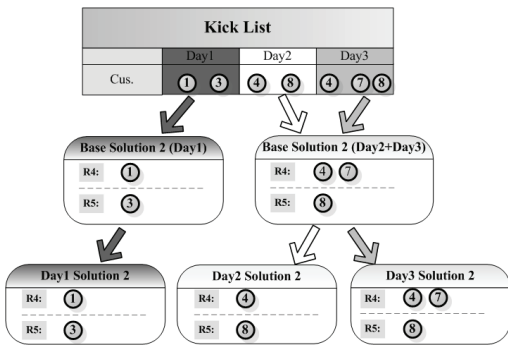 Kick List
Day1 Day2 Day3
Cus. 1 3 4 8 4 7 8
Base Solution 2 (Day1)
R4: 1
R5: 3
Base Solution 2 (Day2+Day3)
R4: 4 7
R5: 8
Day1 Solution 2
R4: 1
R5: 3
Day2 Solution 2
R4: 4
R5: 8
Day3 Solution 2
R4: 4 7
R5: 8